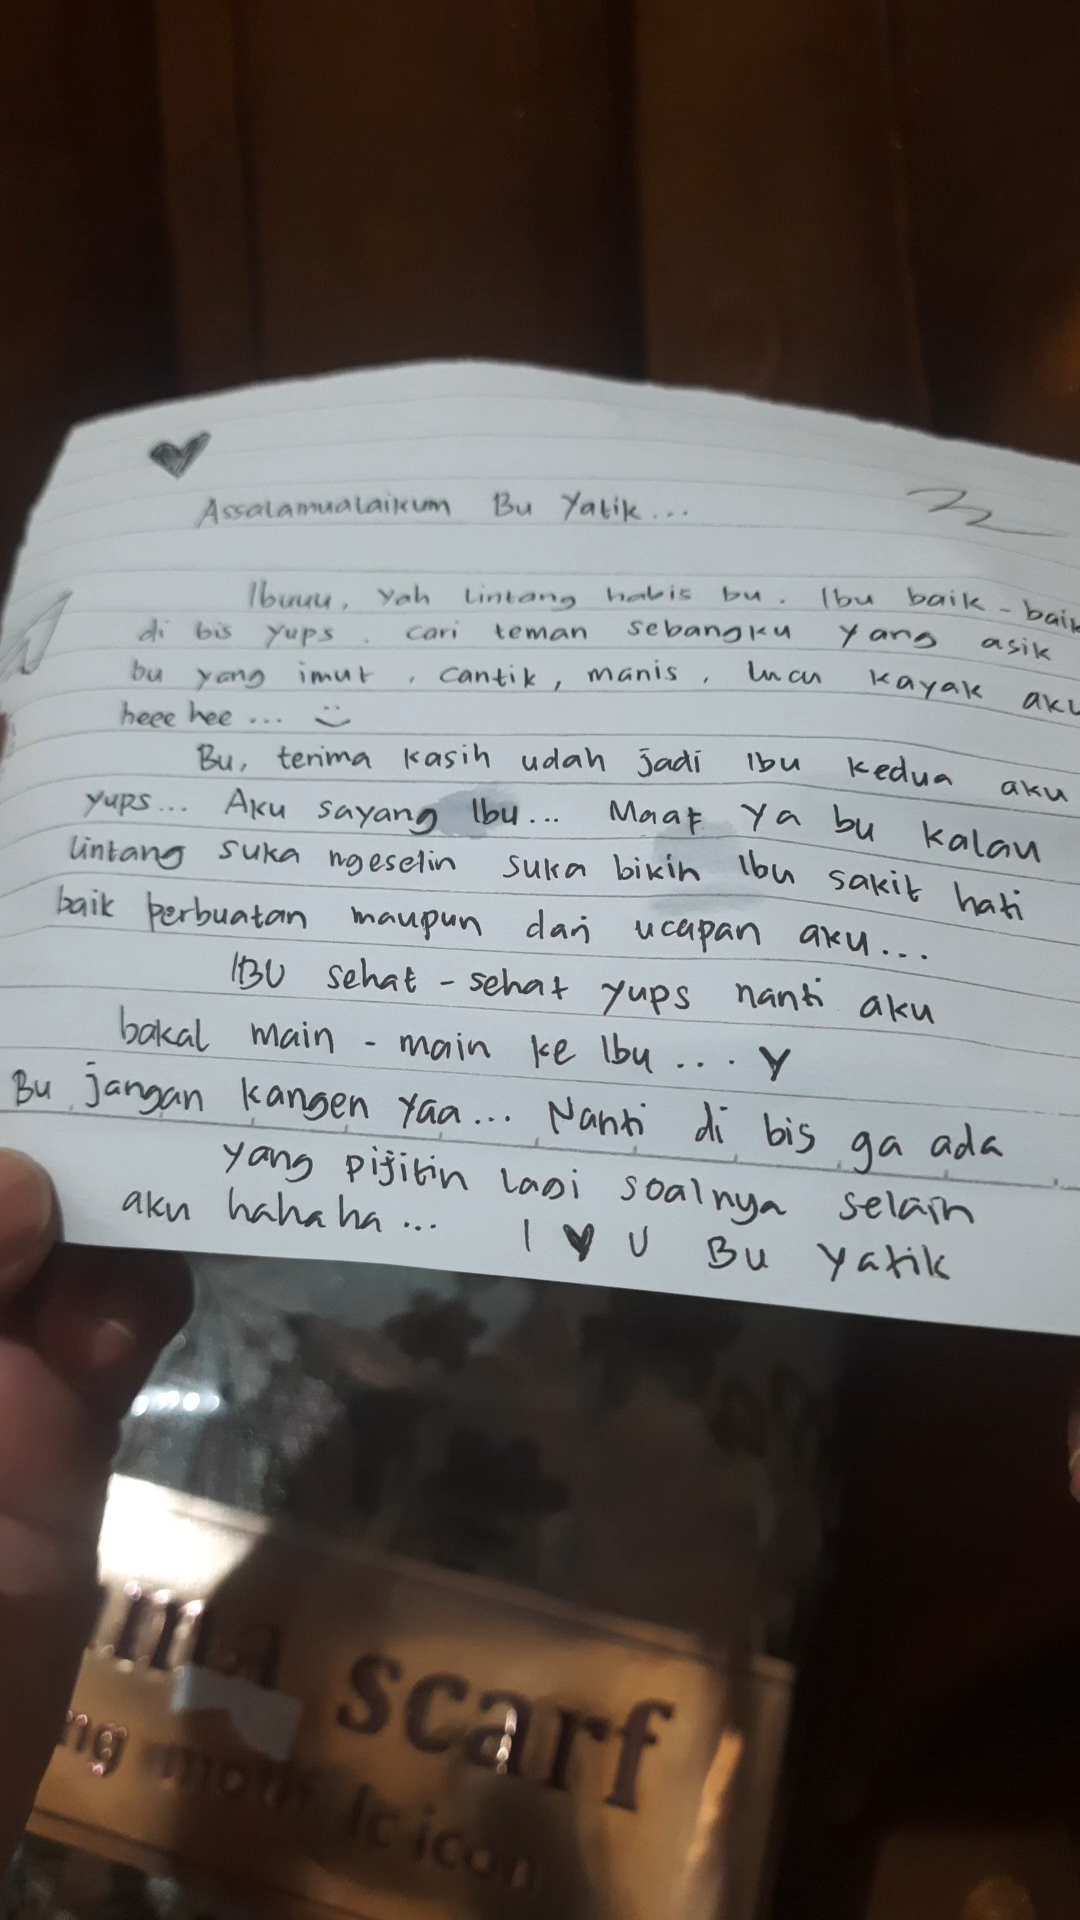 Assalamualaikum Bu Yatik...
Ibuuu, Yah Lintang habis bu. Ibu baik - baik
di bis yups, cari teman sebangku yang asik
bu yang imut, cantik, manis, lucu kayak aku
heee hee ... :)
Bu, terima kasih udah jadi Ibu kedua aku
yups... Aku sayang Ibu... Maaf Ya bu kalau
Lintang suka ngeselin suka bikin Ibu sakit hati
baik perbuatan maupun dari ucapan aku...
IBU sehat - sehat yups nanti aku
bakal main - main ke Ibu...
Bu jangan kangen yaa... Nanti di bis ga ada
yang pijitin lagi soalnya selain
aku hahaha... I ♥ U Bu Yatik
scarf
motif
icon